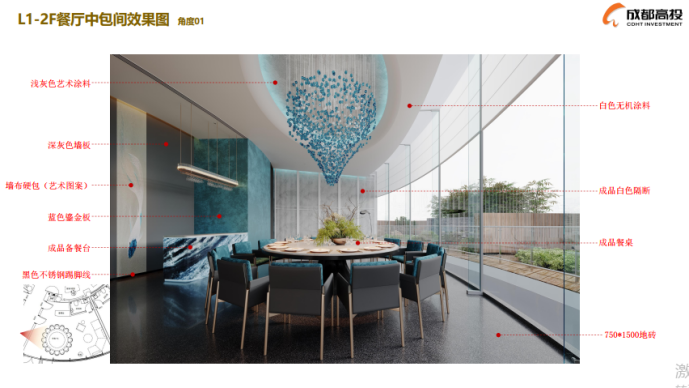 L1-2F餐厅中包间效果图 角度01
成都高投
CDHT INVESTMENT
浅灰色艺术涂料
白色无机涂料
深灰色墙板
墙布硬包（艺术图案）
成品白色隔断
蓝色鎏金板
成品备餐台
成品餐桌
黑色不锈钢踢脚线
750*1500地砖
激